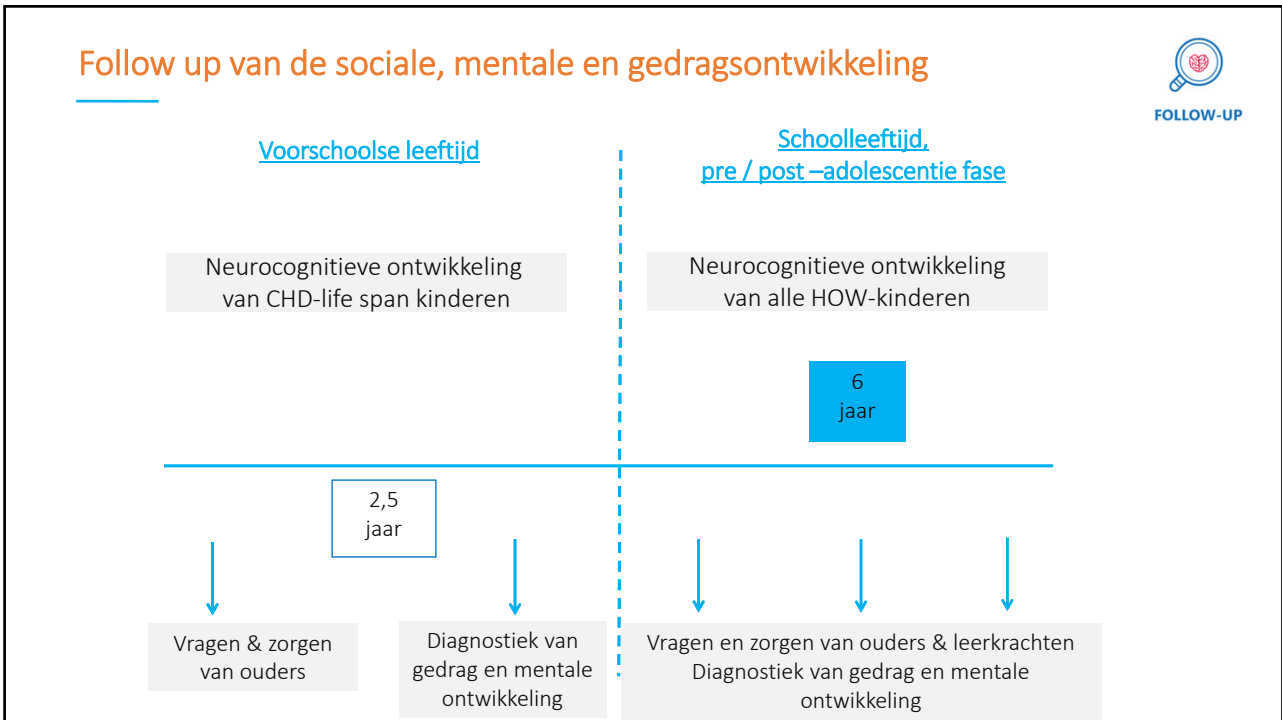 Follow up van de sociale, mentale en gedragsontwikkeling
FOLLOW-UP
Voorschoolse leeftijd
Schoolleeftijd,
pre / post –adolescentie fase
Neurocognitieve ontwikkeling
van CHD-life span kinderen
Neurocognitieve ontwikkeling
van alle HOW-kinderen
6
jaar
2,5
jaar
Vragen & zorgen
van ouders
Diagnostiek van
gedrag en mentale
ontwikkeling
Vragen en zorgen van ouders & leerkrachten
Diagnostiek van gedrag en mentale
ontwikkeling